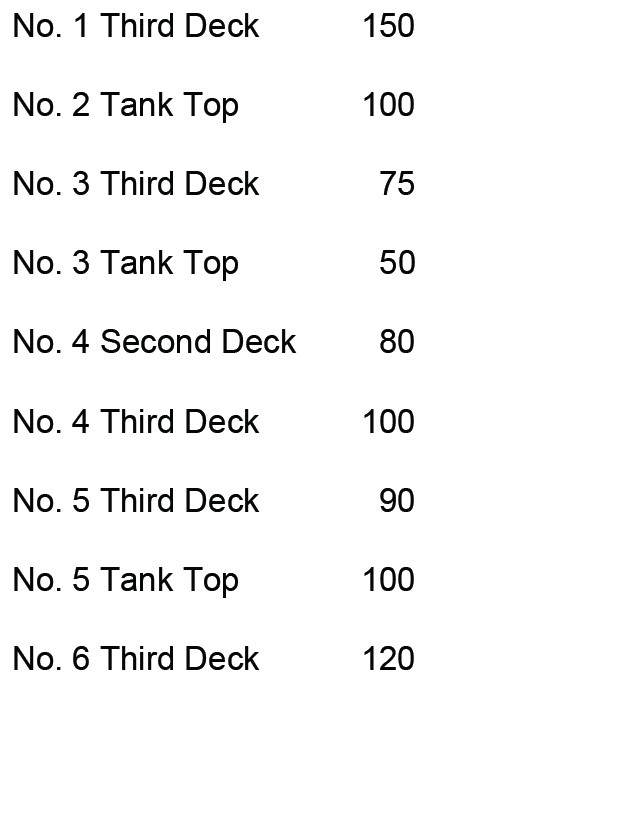 No. 1 Third Deck 150
No. 2 Tank Top 100
No. 3 Third Deck 75
No. 3 Tank Top 50
No. 4 Second Deck 80
No. 4 Third Deck 100
No. 5 Third Deck 90
No. 5 Tank Top 100
No. 6 Third Deck 120